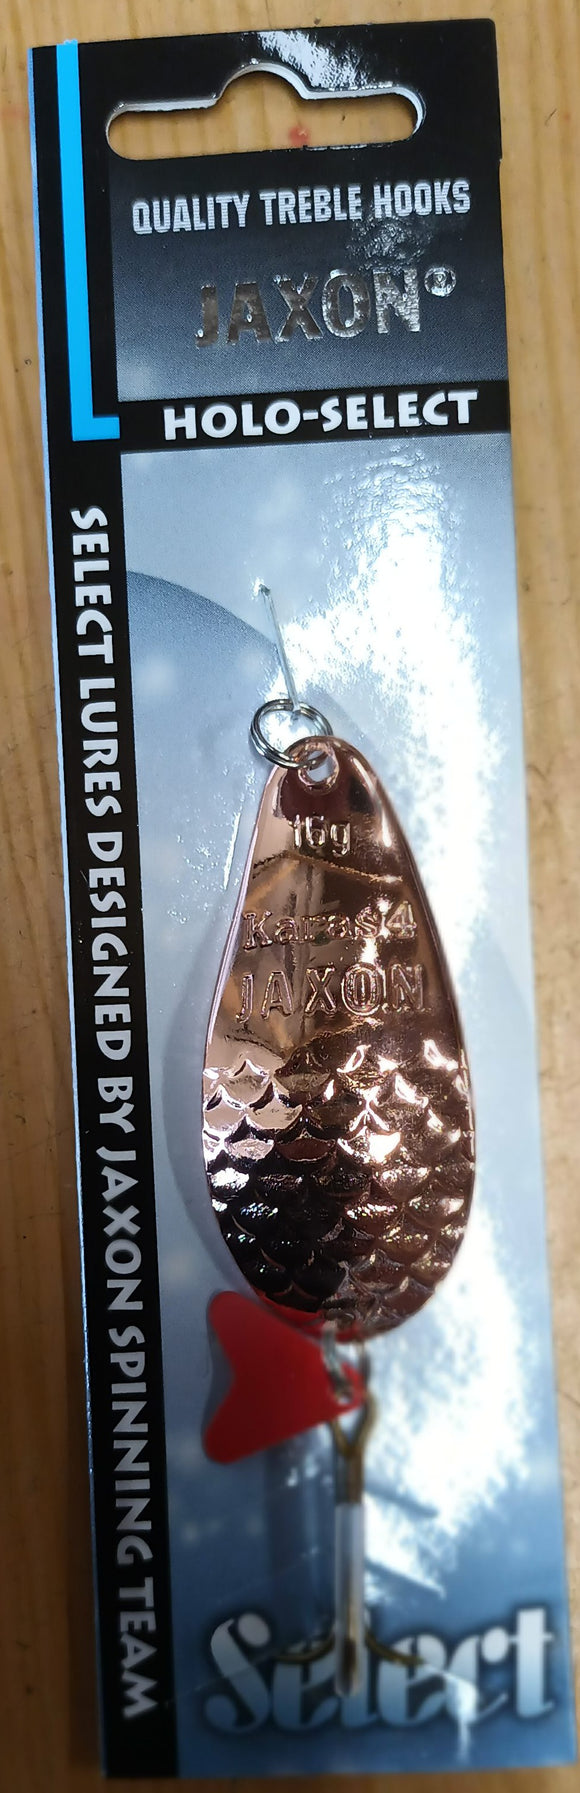 QUALITY TREBLE HOOKS
JAXON®
HOLO-SELECT
SELECT LURES DESIGNED BY JAXON SPINNING TEAM
16g
Karas 4
JAXON
Select